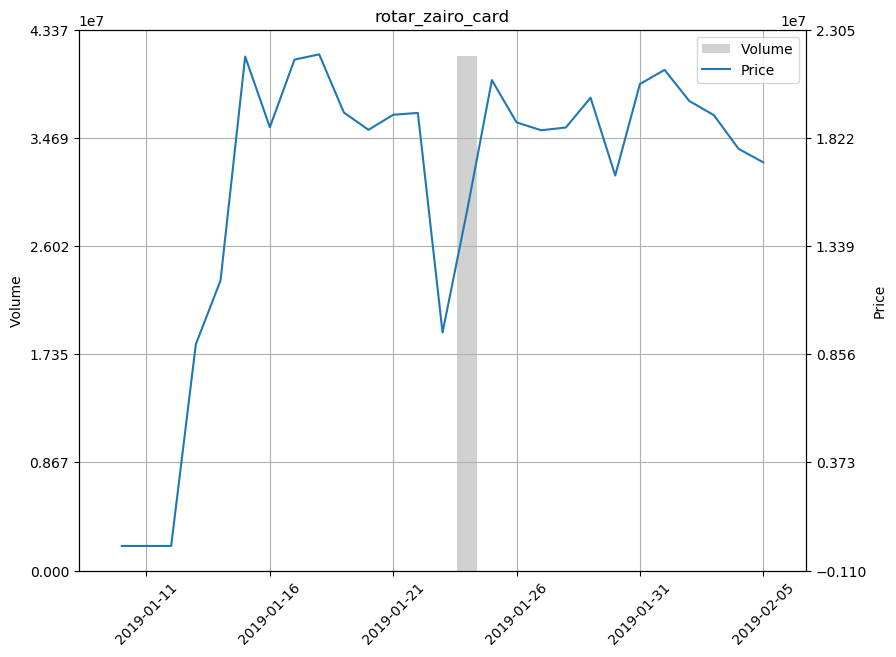 rotar_zairo_card
1e7
1e7
4.337
3.469
2.602
1.735
0.867
0.000
Volume
2.305
1.822
1.339
0.856
0.373
−0.110
Price
Volume
Price
2019-01-11
2019-01-16
2019-01-21
2019-01-26
2019-01-31
2019-02-05